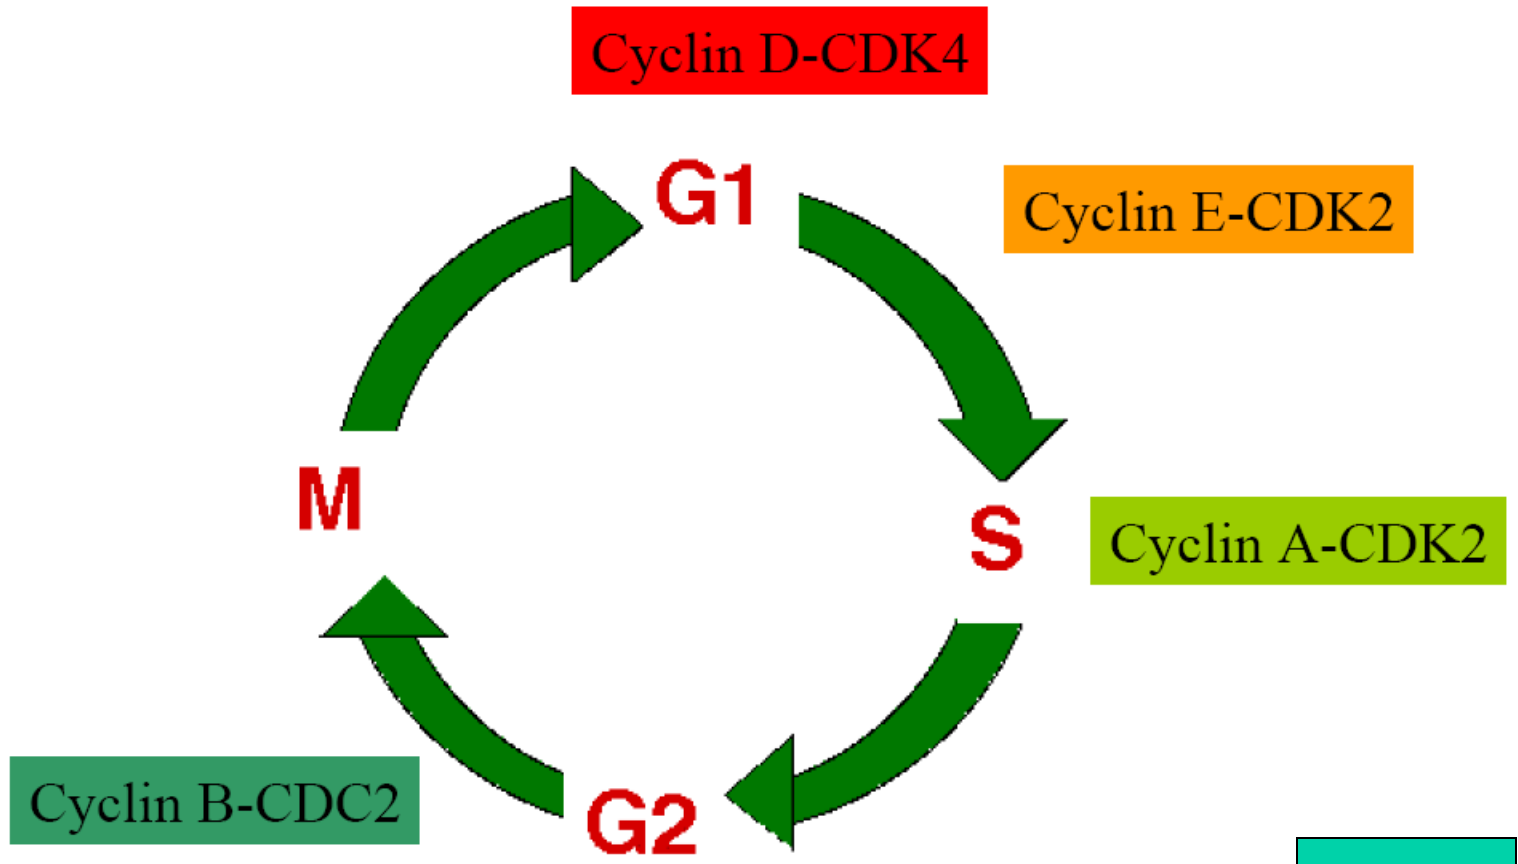 Cyclin D-CDK4
G1
Cyclin E-CDK2
M
S
Cyclin A-CDK2
Cyclin B-CDC2
G2